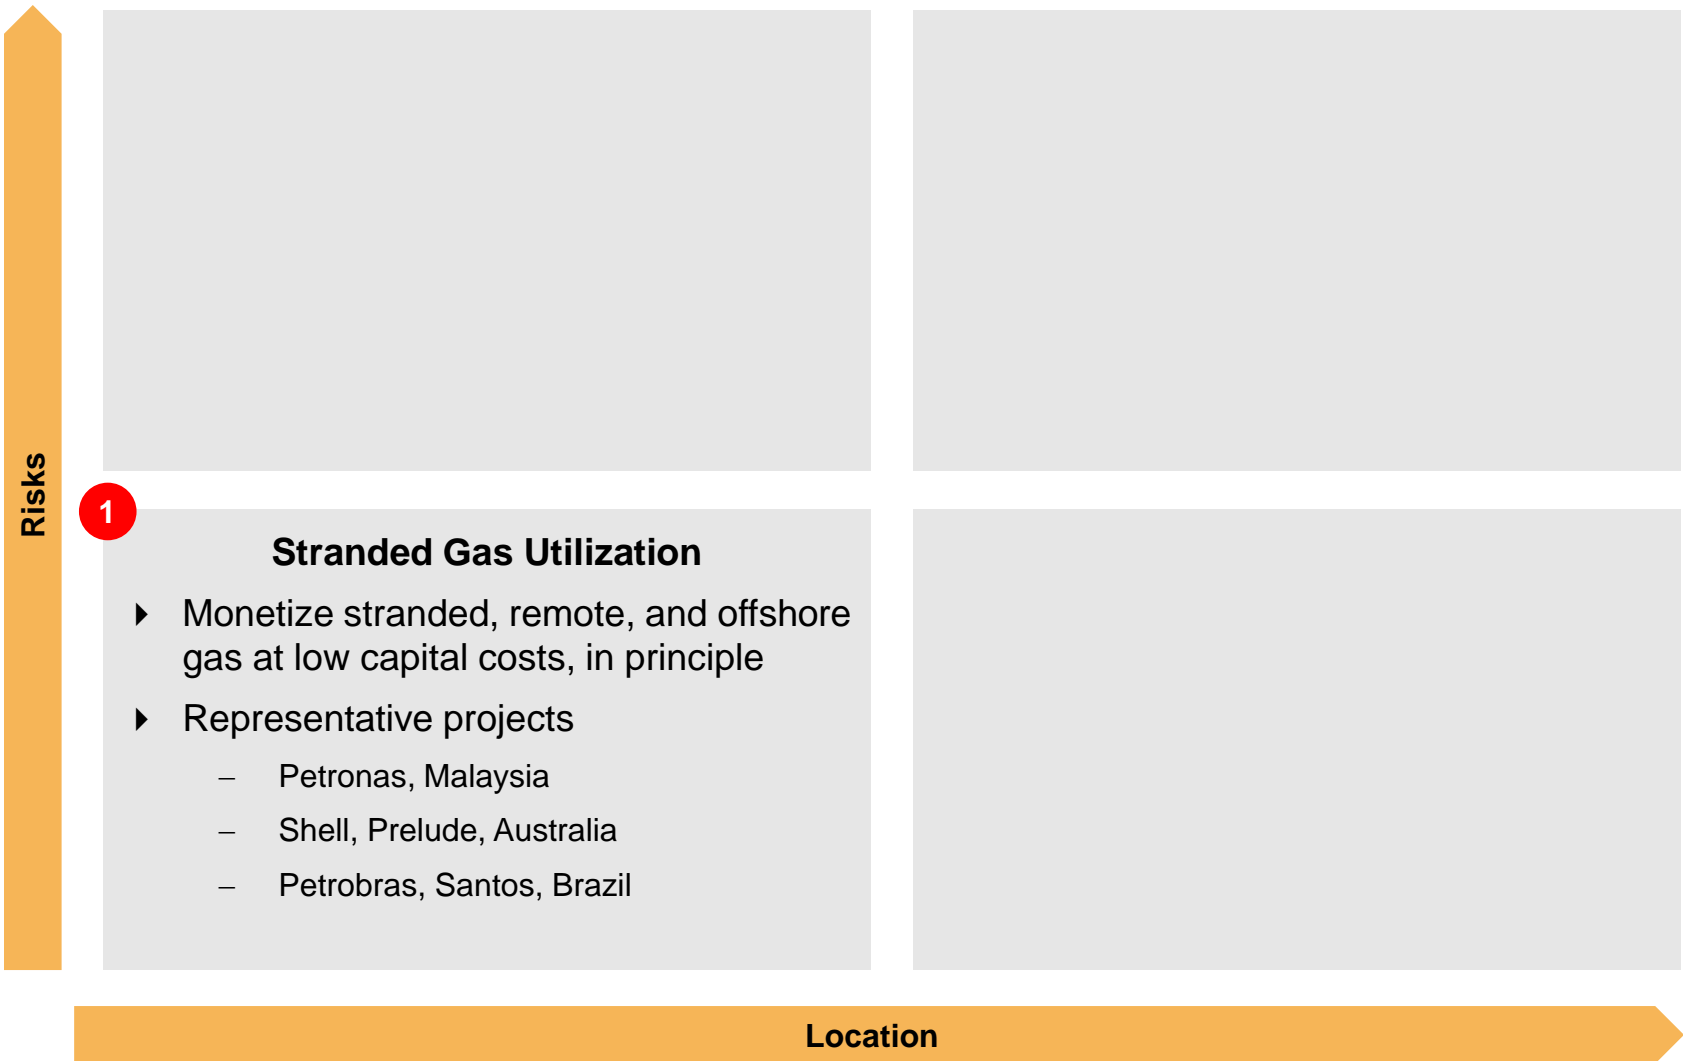 Risks
1
Stranded Gas Utilization
Monetize stranded, remote, and offshore
gas at low capital costs, in principle
Representative projects
– Petronas, Malaysia
– Shell, Prelude, Australia
– Petrobras, Santos, Brazil
Location